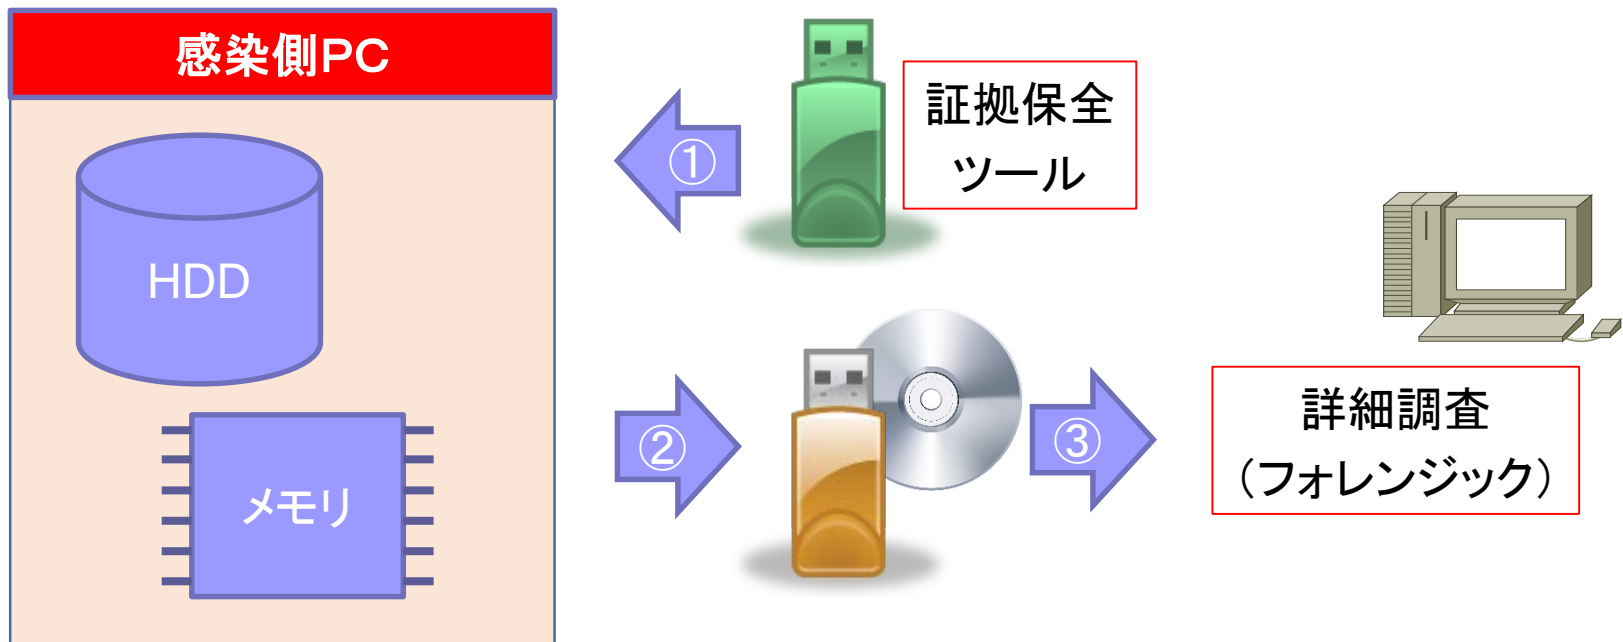 感染側PC
①
証拠保全
ツール
HDD
②
③
詳細調査
（フォレンジック）
メモリ